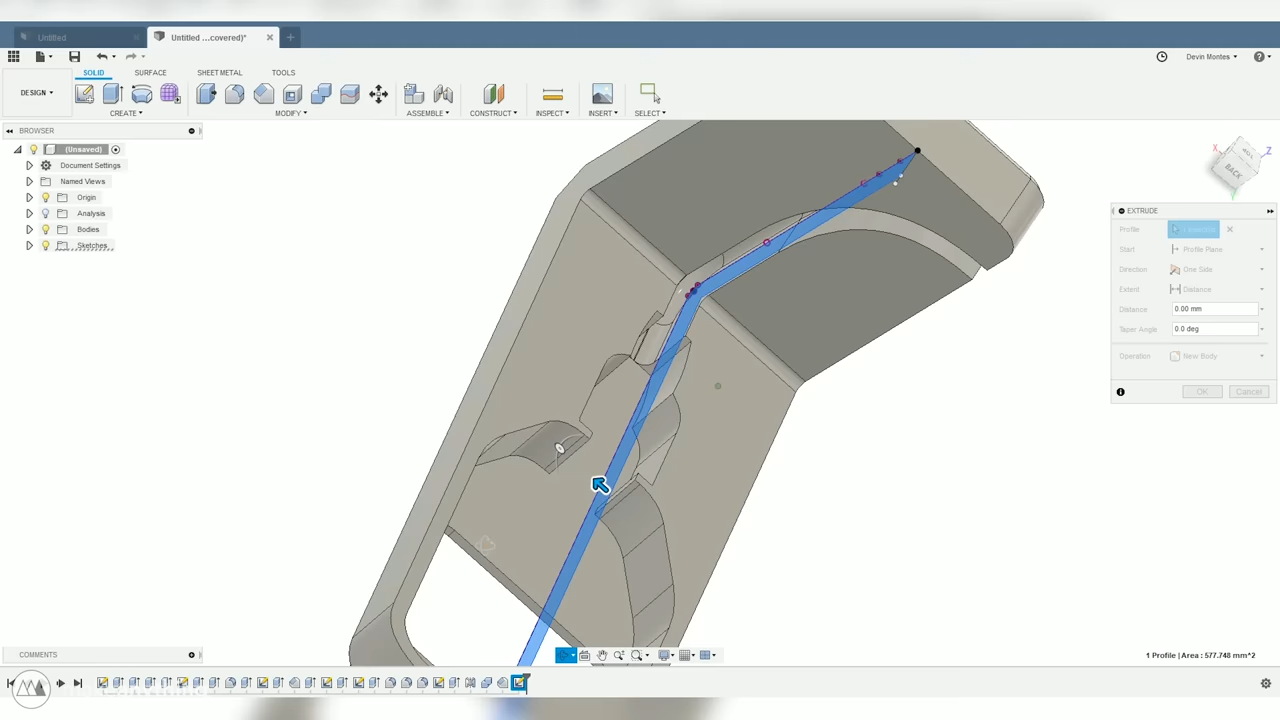 Untitled
Untitled ...covered)*
Devin Montes
DESIGN
SOLID
SURFACE
SHEET METAL
TOOLS
CREATE
MODIFY
ASSEMBLE
CONSTRUCT
INSPECT
INSERT
SELECT
BROWSER
(Unsaved)
Document Settings
Named Views
Origin
Analysis
Bodies
Sketches
X
Z
TOP
BACK
EXTRUDE
Profile
Start
Profile Plane
Direction
One Side
Extent
Distance
Distance
0.00 mm
Taper Angle
0.0 deg
Operation
New Body
OK
Cancel
COMMENTS
1 Profile | Area : 577.748 mm^2